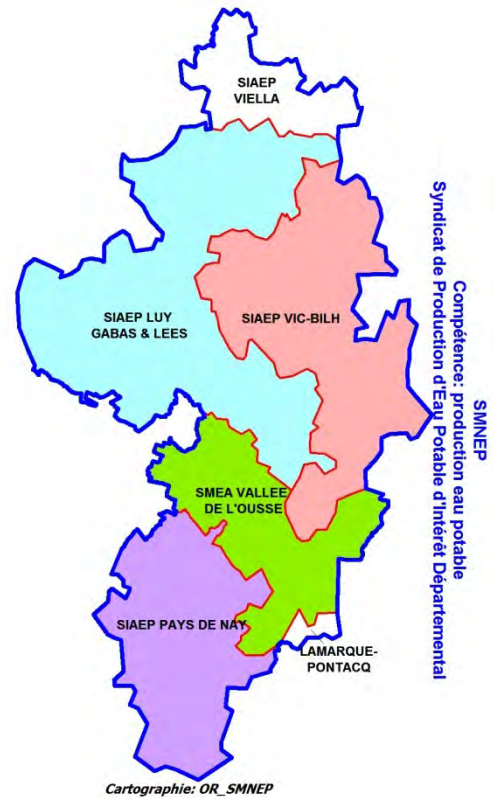 SIAEP
VIELLA
SIAEP LUY
GABAS & LEES
SIAEP VIC-BILH
SMEA VALLEE
DE L'OUSSE
SIAEP PAYS DE NAY
LAMARQUE-
PONTACQ
SMNEP
Compétence: production eau potable
Syndicat de Production d'Eau Potable d'Intérêt Départemental
Cartographie: OR_SMNEP